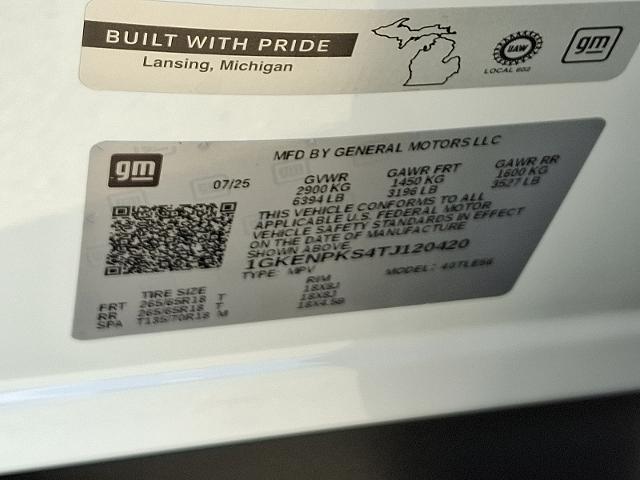 BUILT WITH PRIDE
Lansing, Michigan
UAW
LOCAL 602
gm
gm
MFD BY GENERAL MOTORS LLC
07/25
GVWR GAWR FRT GAWR RR
2900 KG 1450 KG 1600 KG
6394 LB 3196 LB 3527 LB
THIS VEHICLE CONFORMS TO ALL
APPLICABLE U.S. FEDERAL MOTOR
VEHICLE SAFETY STANDARDS IN EFFECT
ON THE DATE OF MANUFACTURE
SHOWN ABOVE
1GKENPKS4TJ120420
TYPE: MPV MODEL:
TIRE SIZE RIM
FRT 265/65R18 T 18X8J
RR 265/65R18 T 18X8J
SPA T135/70R18 M 18X4.5B